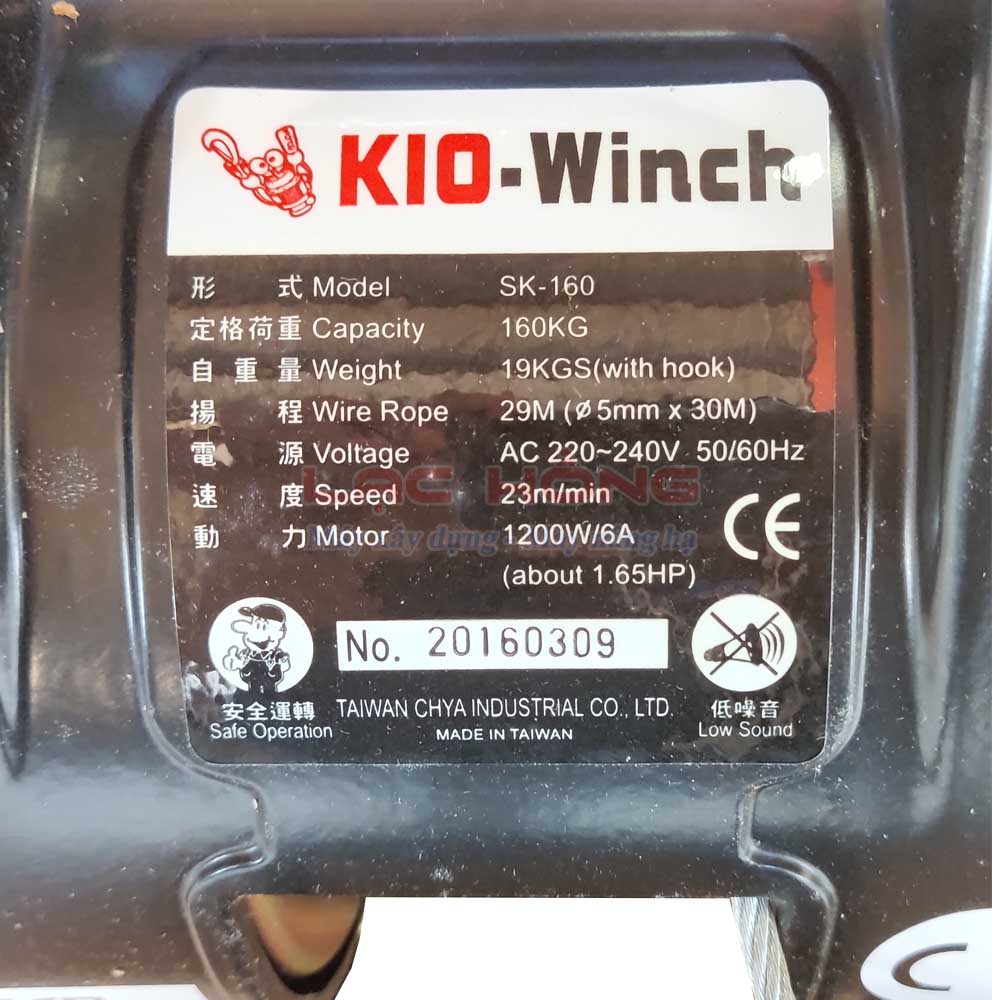 KIO-Winch
形 式 Model SK-160
定格荷重 Capacity 160KG
自重量 Weight 19KGS(with hook)
揚 程 Wire Rope 29M (ø5mm x 30M)
電 源 Voltage AC 220~240V 50/60Hz
LẠC HỒNG
速 度 Speed 23m/min
動 力 Motor 1200W/6A
(about 1.65HP)
CE
No. 20160309
安全運轉 TAIWAN CHYA INDUSTRIAL CO., LTD. 低噪音
Safe Operation MADE IN TAIWAN Low Sound